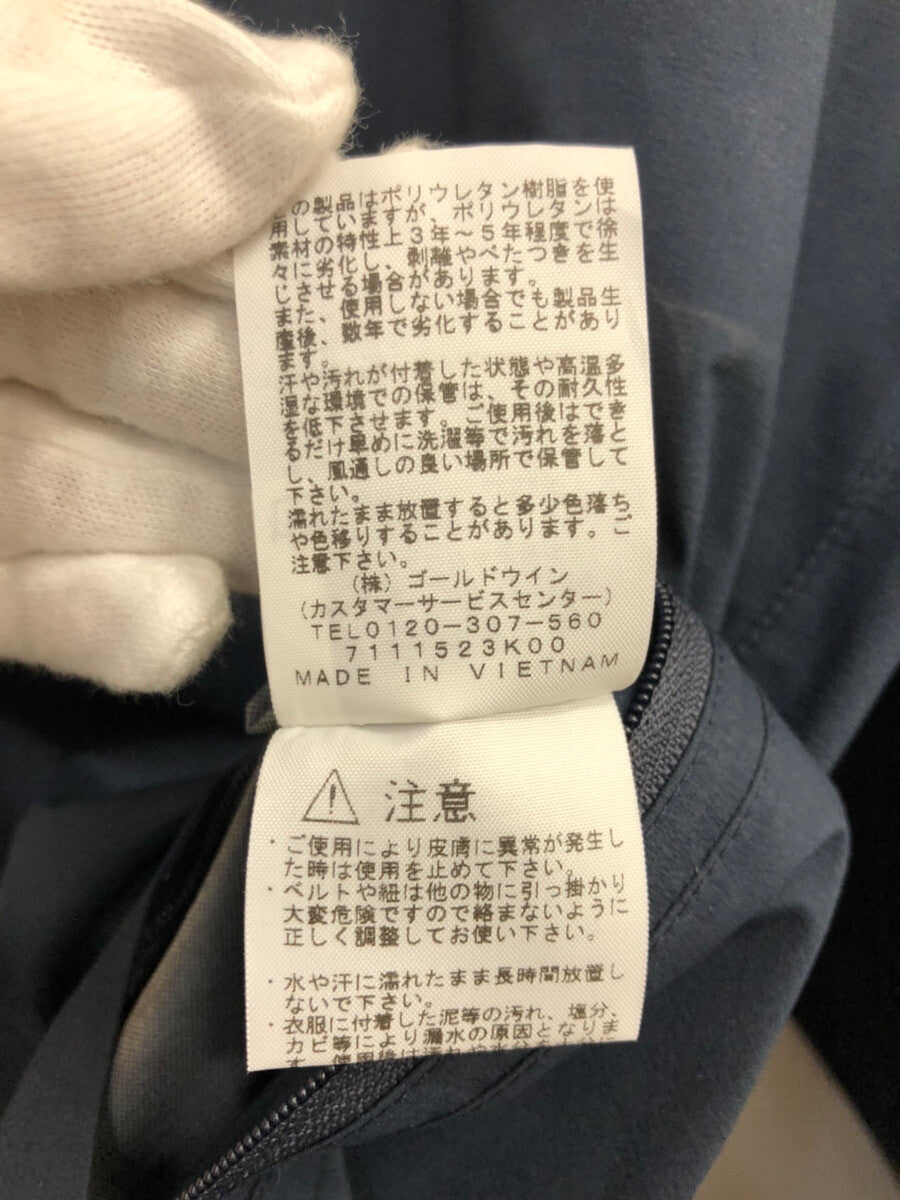 の製品はポリウレタン樹脂を使
用していますが、ポリウレタンは
素材の特性上3年～5年程度で徐
々に劣化し、剥離やべたつきを生
じさせる場合があります。
また、使用しない場合でも製品生
産後、数年で劣化することがあり
ます。
汗や汚れが付着した状態や高温多
湿な環境での保管は、その耐久性
を低下させます。ご使用後はでき
るだけ早めに洗濯等で汚れを落と
し、風通しの良い場所で保管して
下さい。
濡れたまま放置すると多少色落ち
や色移りすることがあります。ご
注意下さい。
(株)ゴールドウイン
(カスタマーサービスセンター)
TEL0120-307-560
7111523K00
MADE IN VIETNAM
注意
・ご使用により皮膚に異常が発生し
た時は使用を止めて下さい。
・ベルトや紐は他の物に引っ掛かり
大変危険ですので絡まないように
正しく調整してお使い下さい。
・水や汗に濡れたまま長時間放置し
ないで下さい。
・衣服に付着した泥等の汚れ、塩分、
カビ等により漏水の原因となりま
す。使用後は